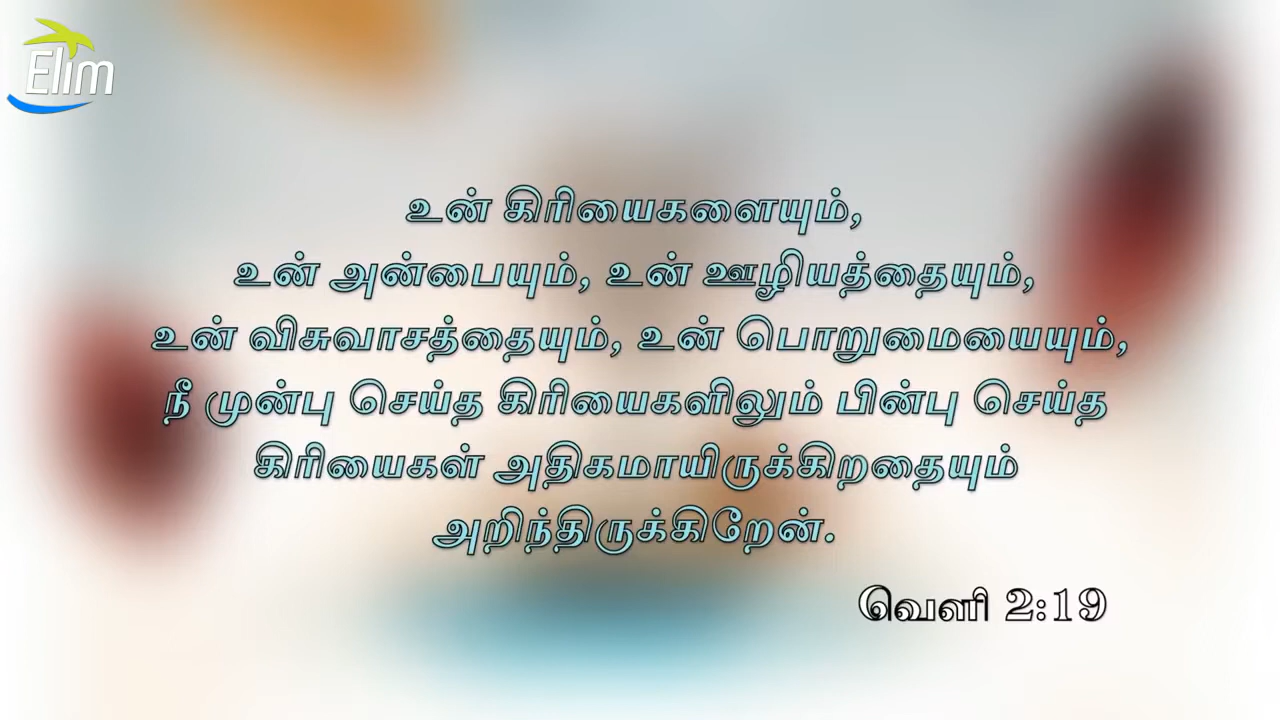 Elim
உன் கிரியைகளையும்,
உன் அன்பையும், உன் ஊழியத்தையும்,
உன் விசுவாசத்தையும், உன் பொறுமையையும்,
நீ முன்பு செய்த கிரியைகளிலும் பின்பு செய்த
கிரியைகள் அதிகமாயிருக்கிறதையும்
அறிந்திருக்கிறேன்.
வெளி 2:19